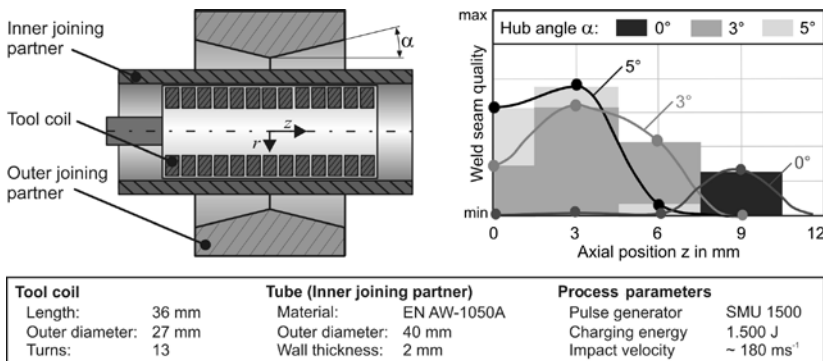 Inner joining
partner
Tool coil
Outer joining
partner
α
z
r
max
Hub angle α: 0° 3° 5°
5°
3°
0°
Weld seam quality
min
0 3 6 9 12
Axial position z in mm
Tool coil
Length: 36 mm
Outer diameter: 27 mm
Turns: 13
Tube (Inner joining partner)
Material: EN AW-1050A
Outer diameter: 40 mm
Wall thickness: 2 mm
Process parameters
Pulse generator SMU 1500
Charging energy 1.500 J
Impact velocity ~ 180 ms⁻¹